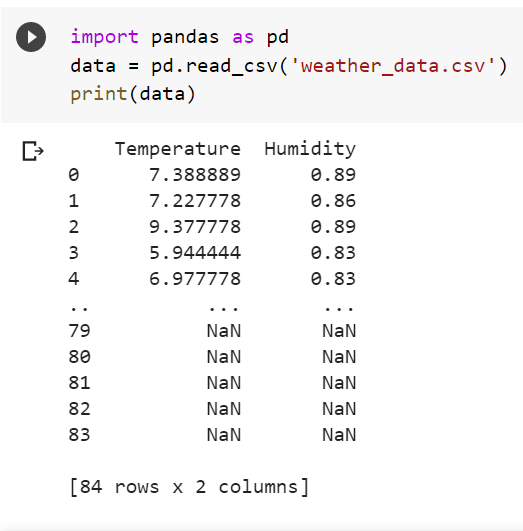 import pandas as pd
data = pd.read_csv('weather_data.csv')
print(data)
Temperature Humidity
0 7.388889 0.89
1 7.227778 0.86
2 9.377778 0.89
3 5.944444 0.83
4 6.977778 0.83
.. ... ...
79 NaN NaN
80 NaN NaN
81 NaN NaN
82 NaN NaN
83 NaN NaN
[84 rows x 2 columns]